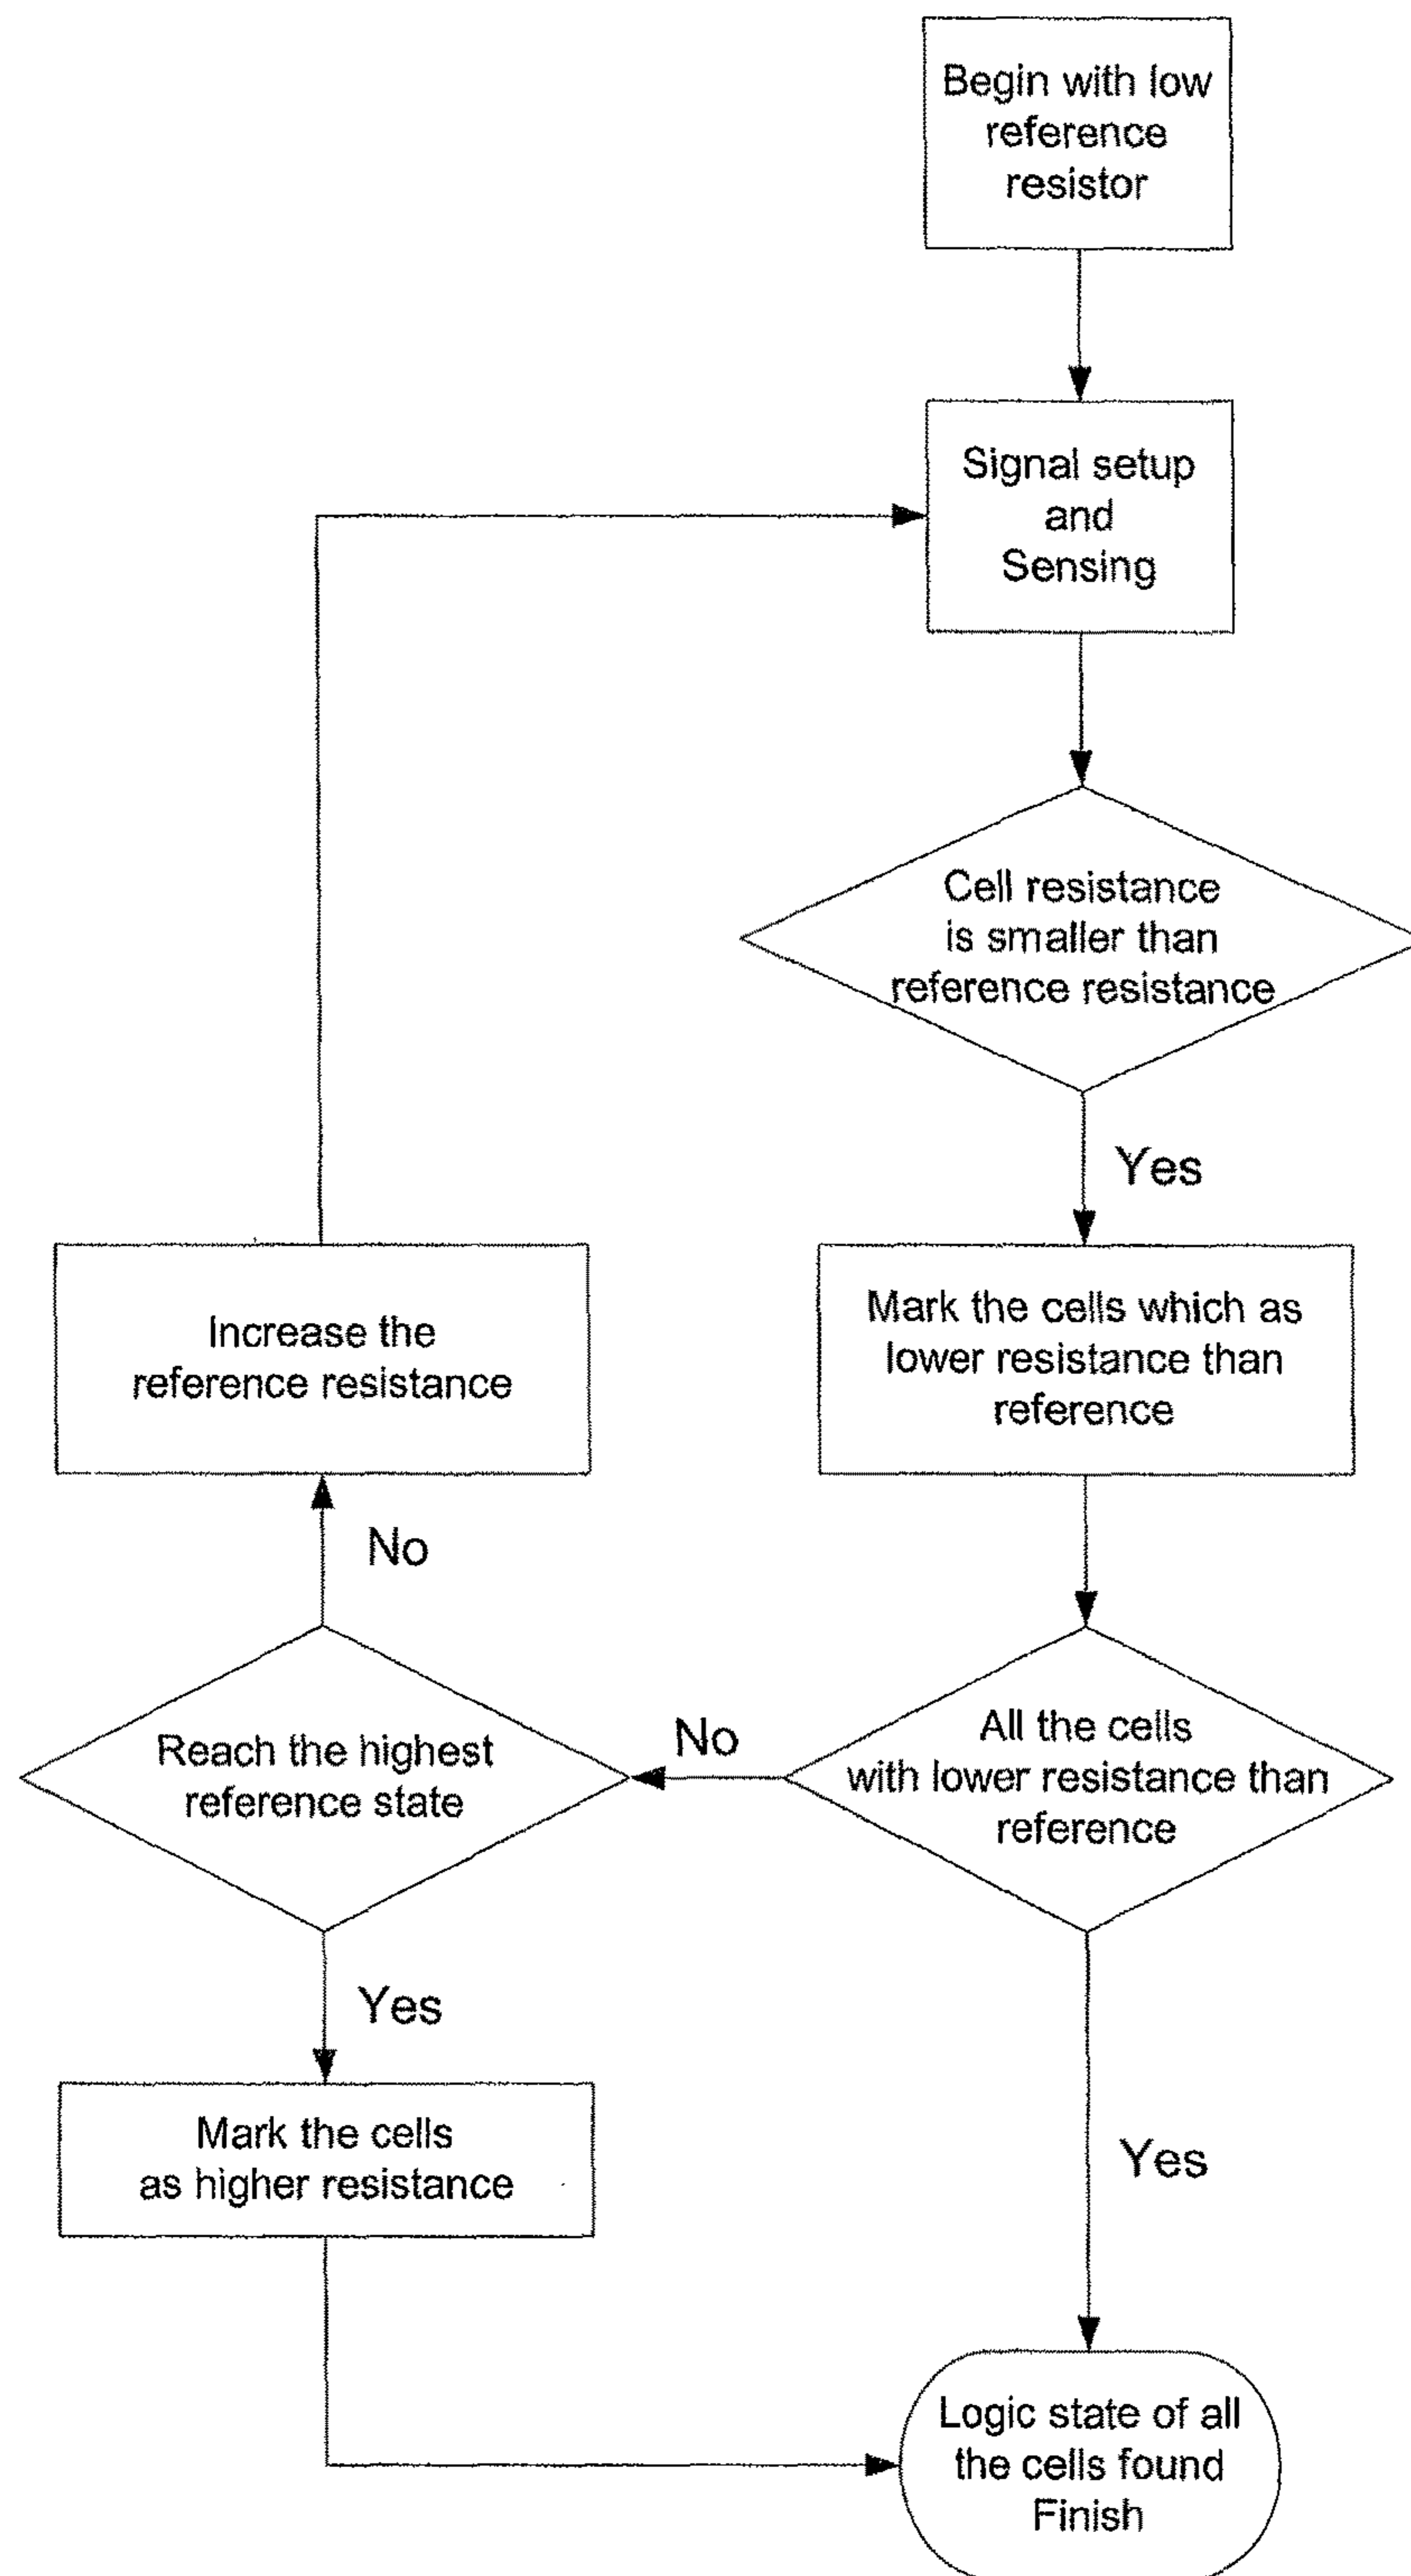 Begin with low
reference
resistor
Signal setup
and
Sensing
Cell resistance
is smaller than
reference resistance
Yes
Mark the cells which as
lower resistance than
reference
Increase the
reference resistance
No
All the cells
with lower resistance than
reference
No
Reach the highest
reference state
Yes
Yes
Mark the cells
as higher resistance
Logic state of all
the cells found
Finish